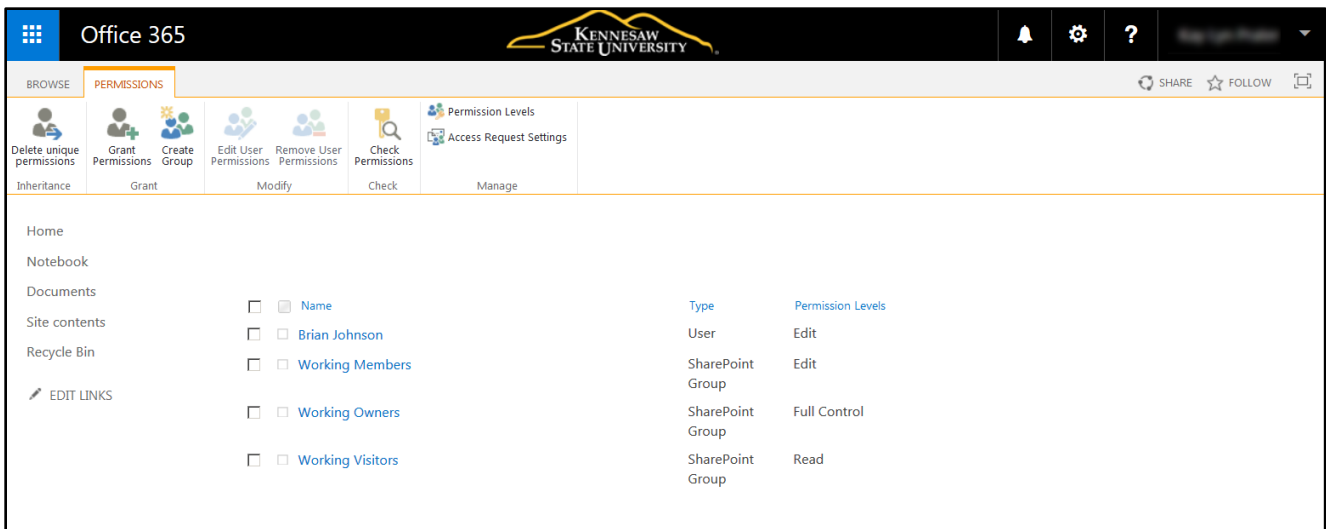 Office 365
KENNESAW
STATE UNIVERSITY
?
BROWSE PERMISSIONS SHARE FOLLOW
Delete unique permissions
Grant Permissions
Create Group
Edit User Permissions
Remove User Permissions
Check Permissions
Permission Levels
Access Request Settings
Inheritance Grant Modify Check Manage
Home
Notebook
Documents
Site contents
Recycle Bin
EDIT LINKS
Name Type Permission Levels
Brian Johnson User Edit
Working Members SharePoint Group Edit
Working Owners SharePoint Group Full Control
Working Visitors SharePoint Group Read